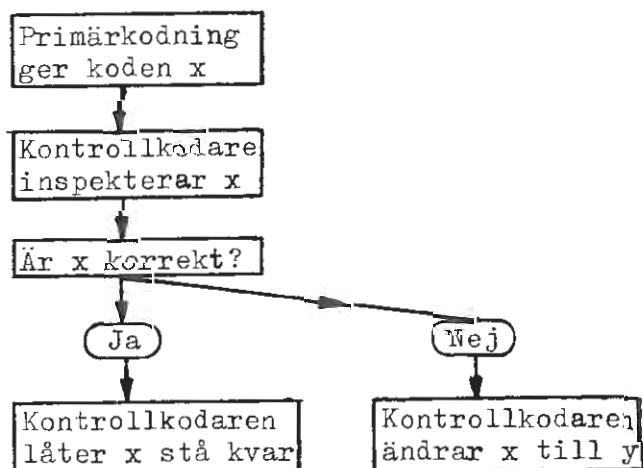 Primärkodning
ger koden x
Kontrollkodare
inspekterar x
Är x korrekt?
Ja
Nej
Kontrollkodaren
låter x stå kvar
Kontrollkodaren
ändrar x till y